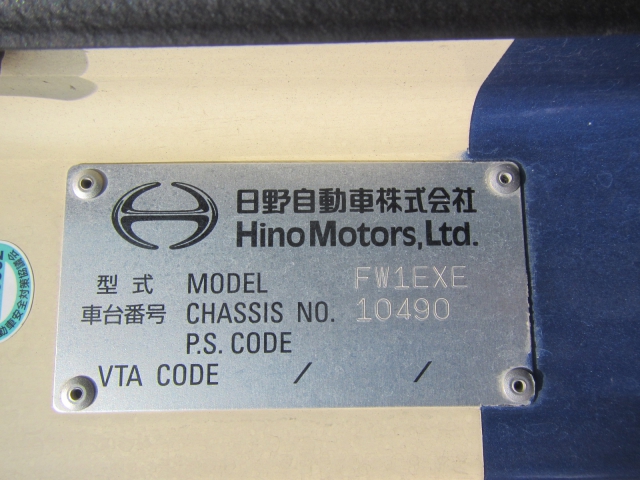 日野自動車株式会社
Hino Motors, Ltd.
型式 MODEL FW1EXE
車台番号 CHASSIS NO. 10490
P.S. CODE
VTA CODE / /